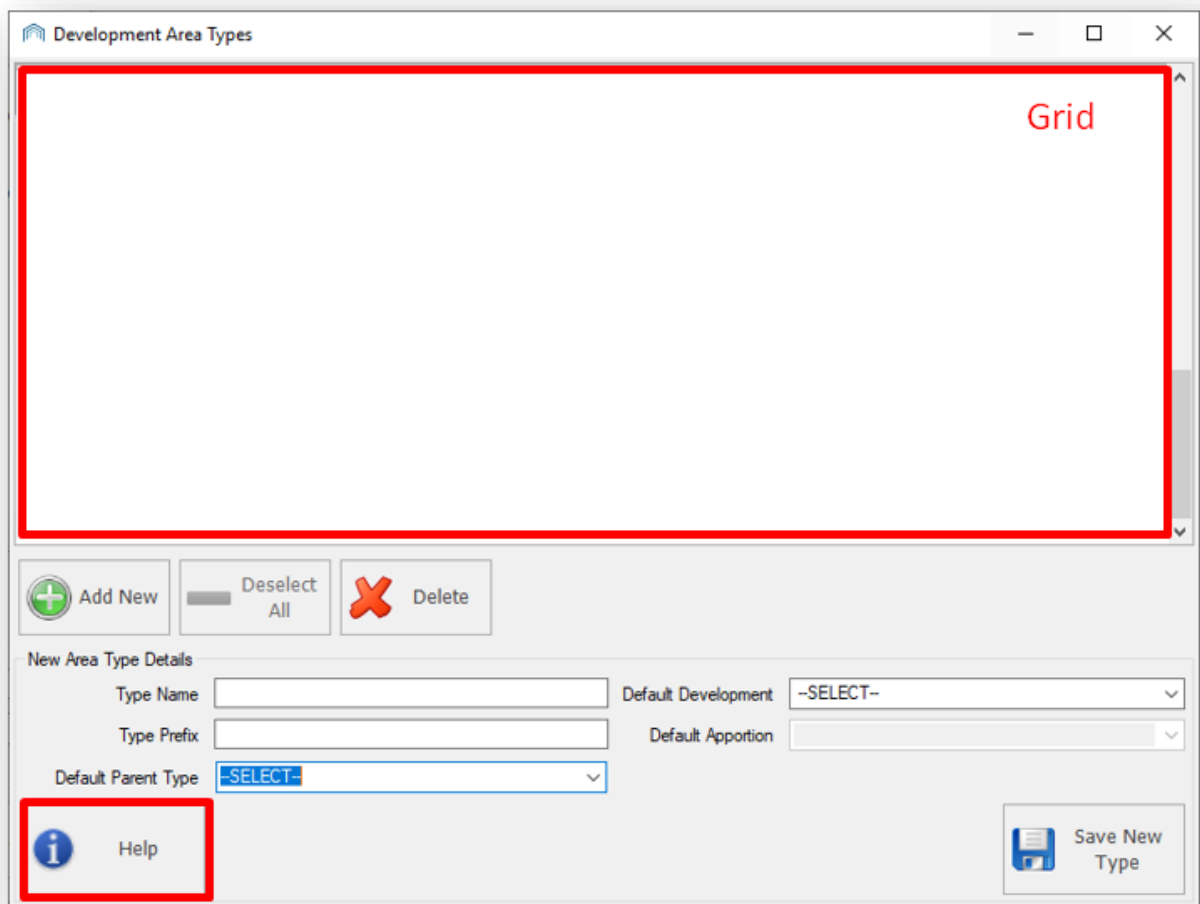 Development Area Types
Grid
Add New
Deselect
All
Delete
New Area Type Details
Type Name
Default Development
--SELECT--
Type Prefix
Default Apportion
Default Parent Type
--SELECT--
Help
Save New
Type